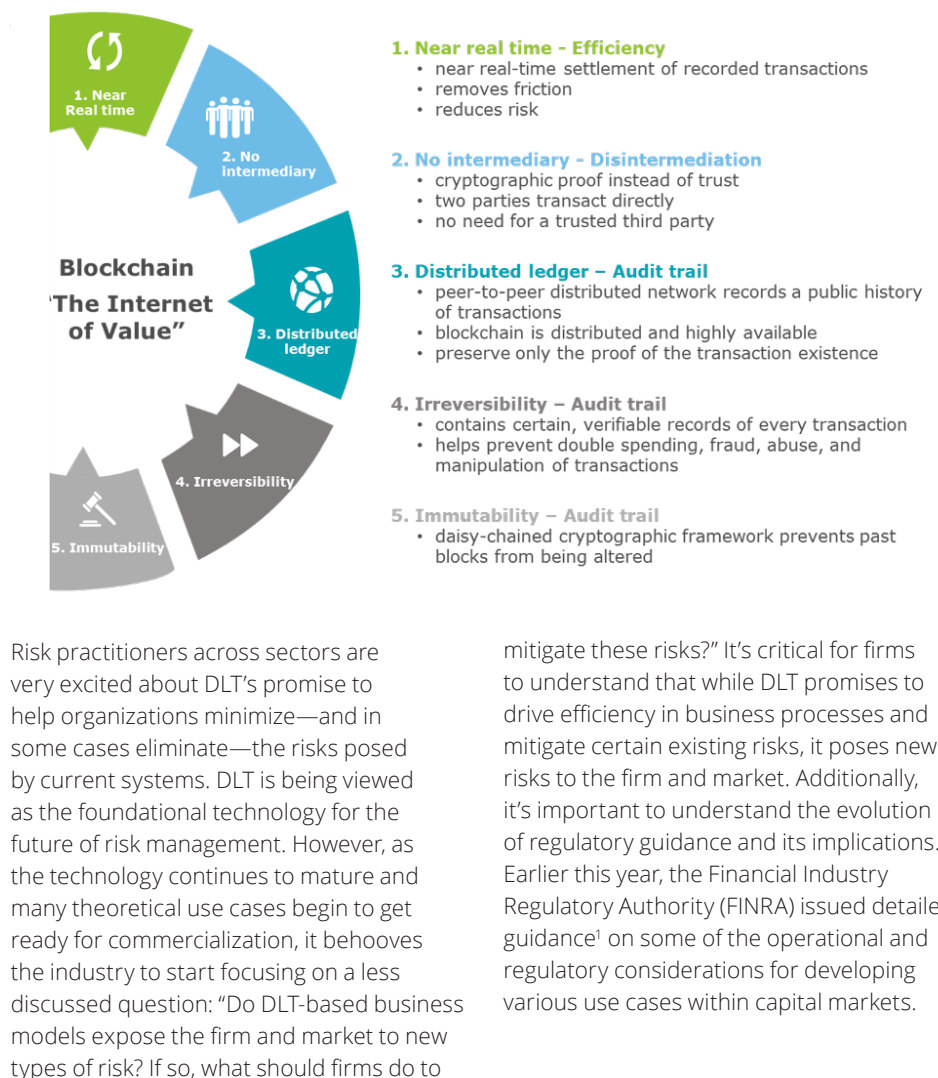 1. Near
Real time
2. No
intermediary
Blockchain
"The Internet
of Value”
3. Distributed
ledger
4. Irreversibility
5. Immutability
1. Near real time - Efficiency
• near real-time settlement of recorded transactions
• removes friction
• reduces risk
2. No intermediary - Disintermediation
• cryptographic proof instead of trust
• two parties transact directly
• no need for a trusted third party
3. Distributed ledger – Audit trail
• peer-to-peer distributed network records a public history
of transactions
• blockchain is distributed and highly available
• preserve only the proof of the transaction existence
4. Irreversibility – Audit trail
• contains certain, verifiable records of every transaction
• helps prevent double spending, fraud, abuse, and
manipulation of transactions
5. Immutability – Audit trail
• daisy-chained cryptographic framework prevents past
blocks from being altered
Risk practitioners across sectors are
very excited about DLT’s promise to
help organizations minimize—and in
some cases eliminate—the risks posed
by current systems. DLT is being viewed
as the foundational technology for the
future of risk management. However, as
the technology continues to mature and
many theoretical use cases begin to get
ready for commercialization, it behooves
the industry to start focusing on a less
discussed question: “Do DLT-based business
models expose the firm and market to new
types of risk? If so, what should firms do to
mitigate these risks?” It’s critical for firms
to understand that while DLT promises to
drive efficiency in business processes and
mitigate certain existing risks, it poses new
risks to the firm and market. Additionally,
it’s important to understand the evolution
of regulatory guidance and its implications.
Earlier this year, the Financial Industry
Regulatory Authority (FINRA) issued detaile
guidance¹ on some of the operational and
regulatory considerations for developing
various use cases within capital markets.